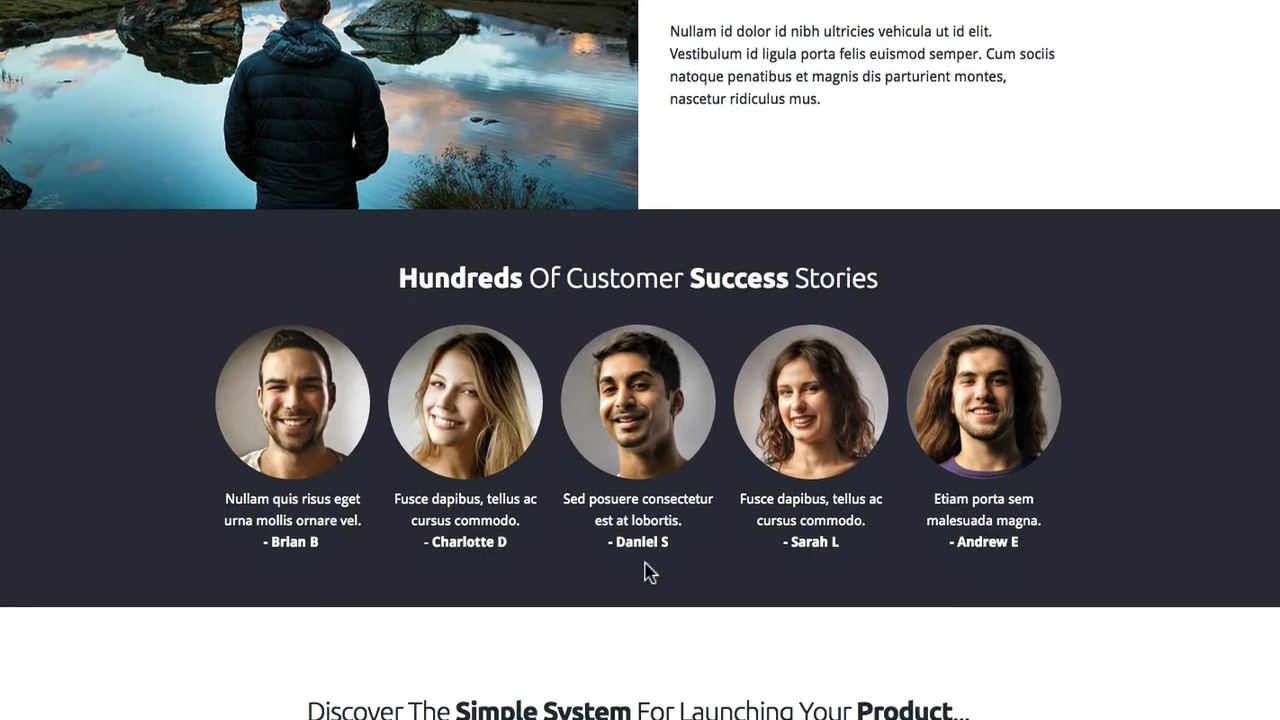 Nullam id dolor id nibh ultricies vehicula ut id elit.
Vestibulum id ligula porta felis euismod semper. Cum sociis
natoque penatibus et magnis dis parturient montes,
nascetur ridiculus mus.
Hundreds Of Customer Success Stories
Nullam quis risus eget
urna mollis ornare vel.
- Brian B
Fusce dapibus, tellus ac
cursus commodo.
- Charlotte D
Sed posuere consectetur
est at lobortis.
- Daniel S
Fusce dapibus, tellus ac
cursus commodo.
- Sarah L
Etiam porta sem
malesuada magna.
- Andrew E
Discover The Simple System For Launching Your Product...